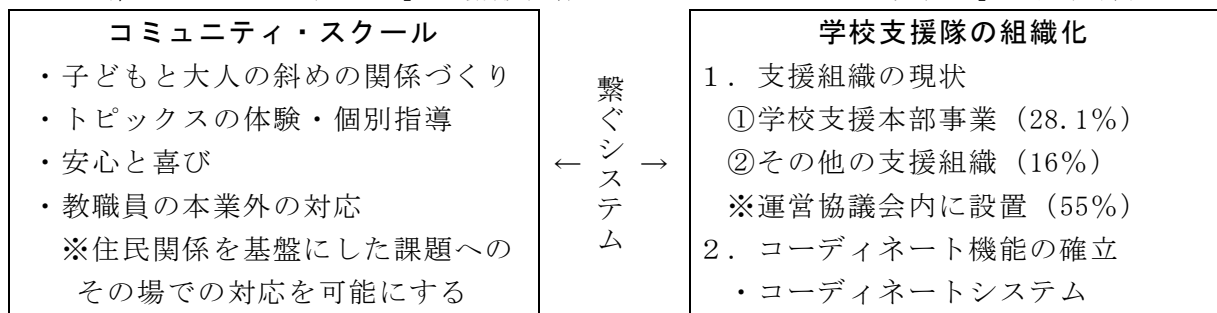 コミュニティ・スクール
・子どもと大人の斜めの関係づくり
・トピックスの体験・個別指導
・安心と喜び
・教職員の本業外の対応
※住民関係を基盤にした課題への
その場での対応を可能にする
← 繋ぐシステム →
学校支援隊の組織化
1．支援組織の現状
①学校支援本部事業（28.1%）
②その他の支援組織（16%）
※運営協議会内に設置（55%）
2．コーディネート機能の確立
・コーディネートシステム